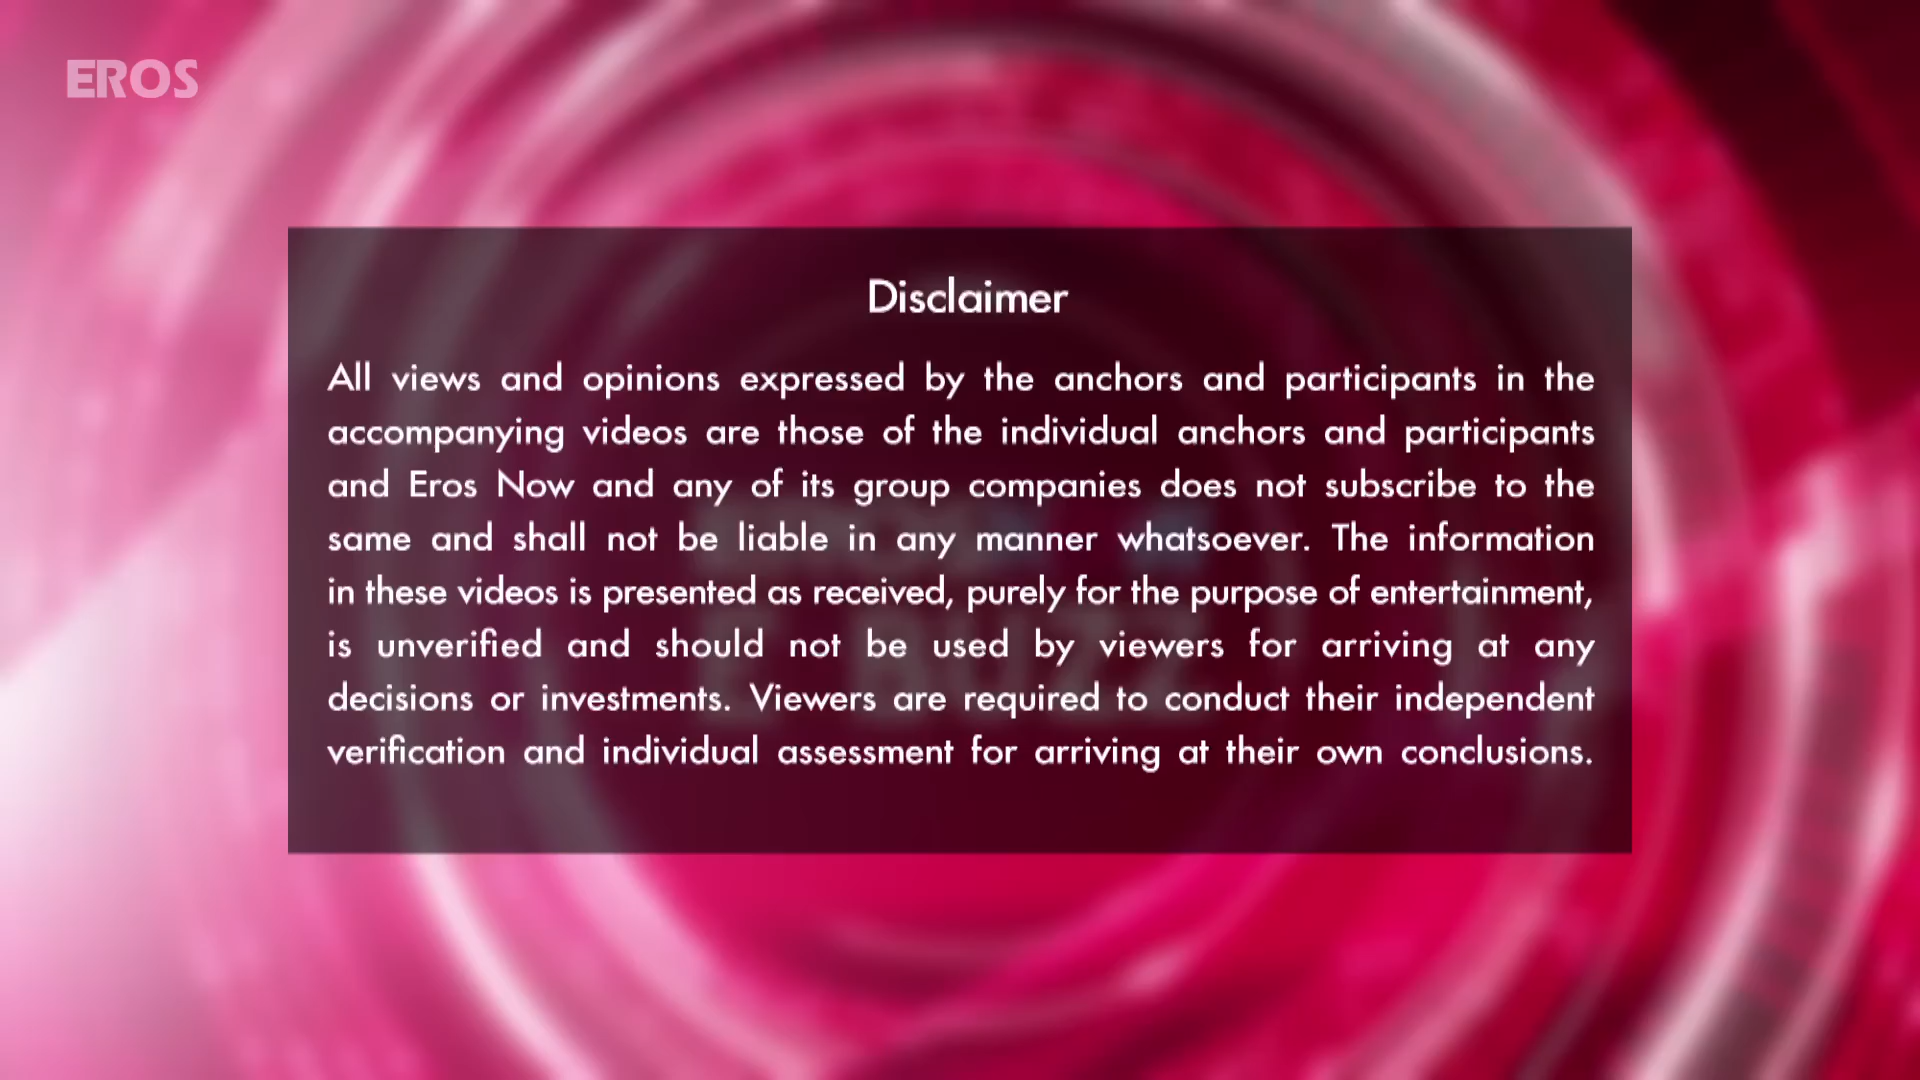 EROS
Disclaimer
All views and opinions expressed by the anchors and participants in the
accompanying videos are those of the individual anchors and participants
and Eros Now and any of its group companies does not subscribe to the
same and shall not be liable in any manner whatsoever. The information
in these videos is presented as received, purely for the purpose of entertainment,
is unverified and should not be used by viewers for arriving at any
decisions or investments. Viewers are required to conduct their independent
verification and individual assessment for arriving at their own conclusions.